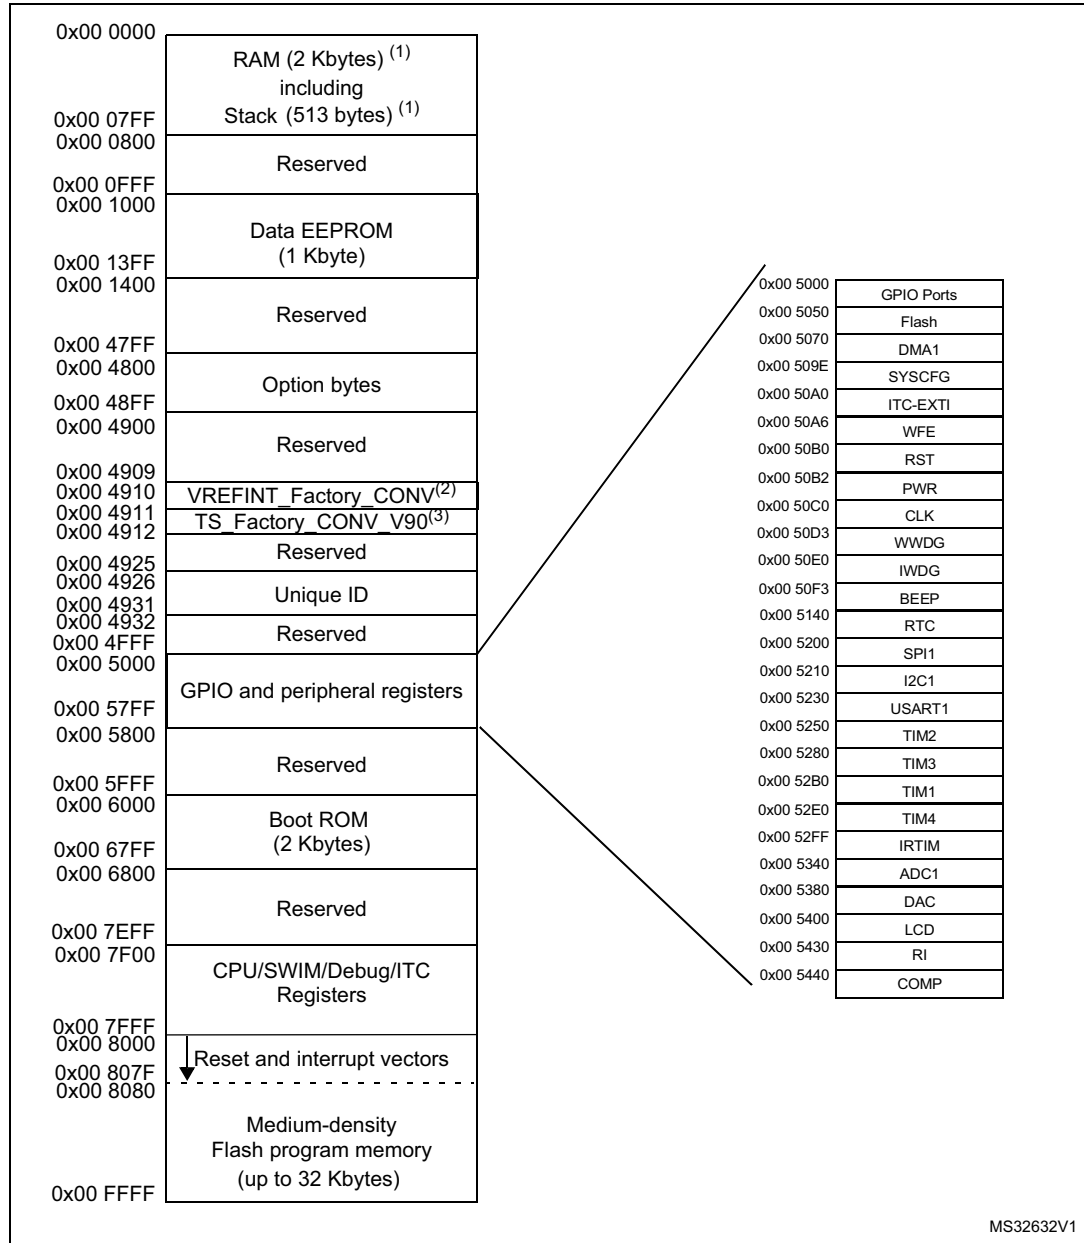 0x00 0000
RAM (2 Kbytes) (1)
including
Stack (513 bytes) (1)
0x00 07FF
0x00 0800
Reserved
0x00 0FFF
0x00 1000
Data EEPROM
(1 Kbyte)
0x00 13FF
0x00 1400
Reserved
0x00 47FF
0x00 4800
Option bytes
0x00 48FF
0x00 4900
Reserved
0x00 4909
0x00 4910
VREFINT_Factory_CONV(2)
0x00 4911
TS_Factory_CONV_V90(3)
0x00 4912
Reserved
0x00 4925
0x00 4926
Unique ID
0x00 4931
0x00 4932
Reserved
0x00 4FFF
0x00 5000
GPIO and peripheral registers
0x00 57FF
0x00 5800
Reserved
0x00 5FFF
0x00 6000
Boot ROM
(2 Kbytes)
0x00 67FF
0x00 6800
Reserved
0x00 7EFF
0x00 7F00
CPU/SWIM/Debug/ITC
Registers
0x00 7FFF
0x00 8000
Reset and interrupt vectors
0x00 807F
0x00 8080
Medium-density
Flash program memory
(up to 32 Kbytes)
0x00 FFFF
0x00 5000
GPIO Ports
0x00 5050
Flash
0x00 5070
DMA1
0x00 509E
SYSCFG
0x00 50A0
ITC-EXTI
0x00 50A6
WFE
0x00 50B0
RST
0x00 50B2
PWR
0x00 50C0
CLK
0x00 50D3
WWDG
0x00 50E0
IWDG
0x00 50F3
BEEP
0x00 5140
RTC
0x00 5200
SPI1
0x00 5210
I2C1
0x00 5230
USART1
0x00 5250
TIM2
0x00 5280
TIM3
0x00 52B0
TIM1
0x00 52E0
TIM4
0x00 52FF
IRTIM
0x00 5340
ADC1
0x00 5380
DAC
0x00 5400
LCD
0x00 5430
RI
0x00 5440
COMP
MS32632V1